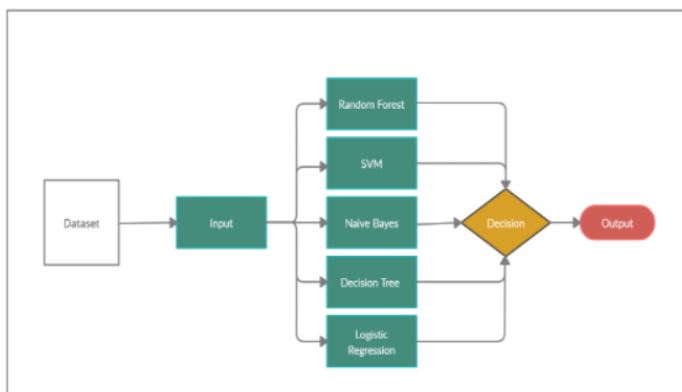 Dataset
Input
Random Forest
SVM
Naive Bayes
Decision Tree
Logistic
Regression
Decision
Output